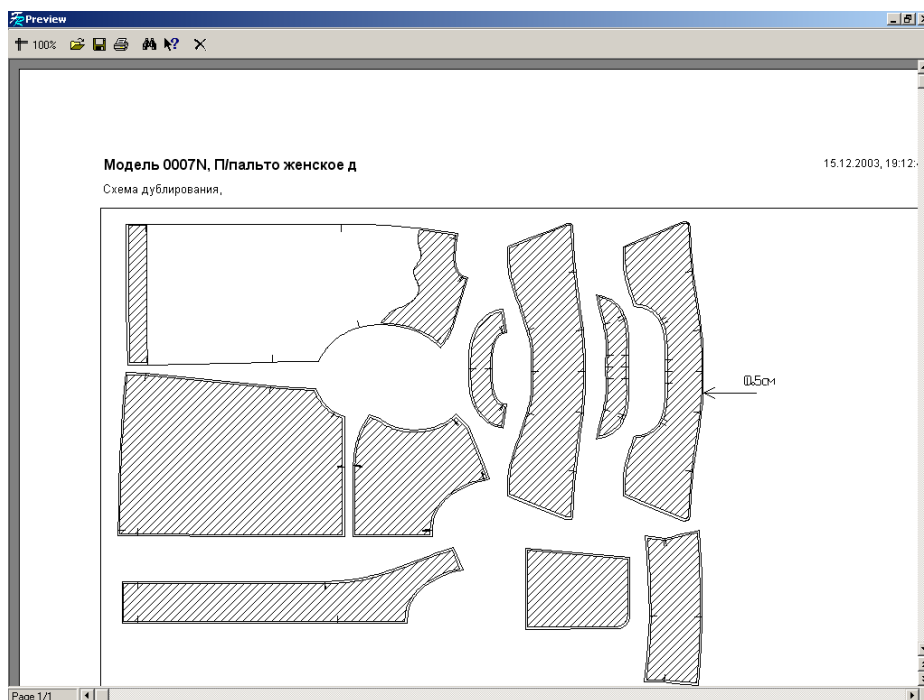 Preview
100%
Модель 0007N, П/пальто женское д
15.12.2003, 19:12:
Схема дублирования,
0,5см
Page 1/1